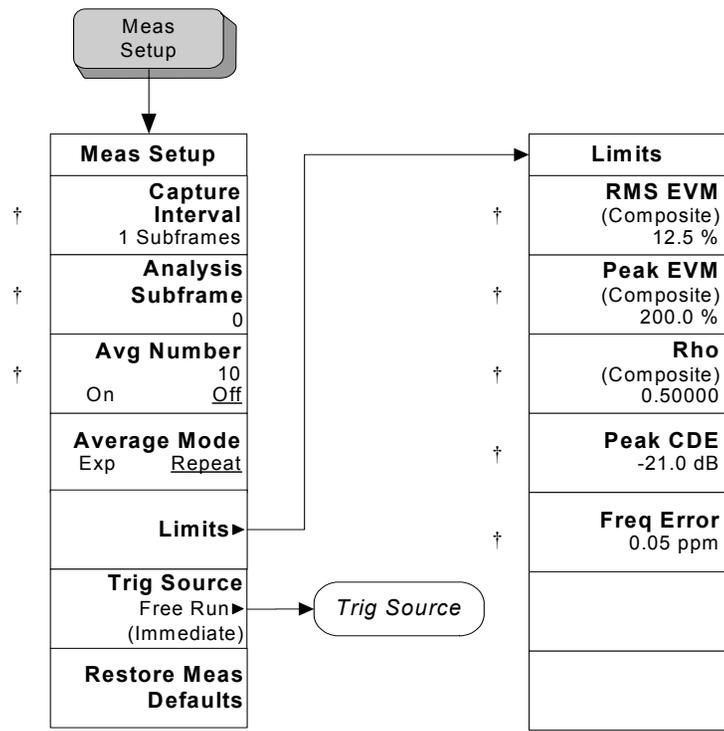 Meas
Setup
Meas Setup
† Capture
Interval
1 Subframes
† Analysis
Subframe
0
† Avg Number
10
On Off
Average Mode
Exp Repeat
Limits
Trig Source
Free Run
(Immediate)
Trig Source
Restore Meas
Defaults
Limits
† RMS EVM
(Composite)
12.5 %
† Peak EVM
(Composite)
200.0 %
† Rho
(Composite)
0.50000
† Peak CDE
-21.0 dB
† Freq Error
0.05 ppm